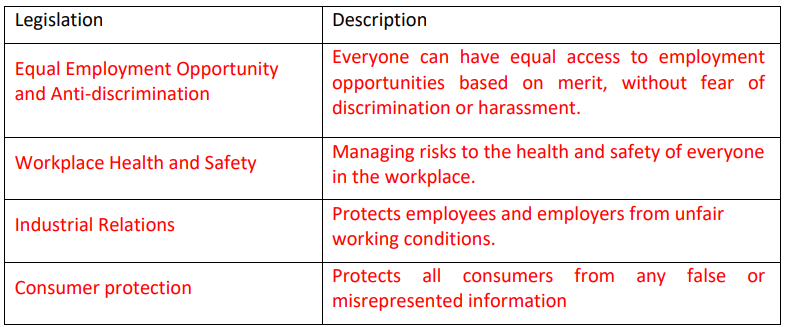 Legislation
Description
Equal Employment Opportunity
and Anti-discrimination
Everyone can have equal access to employment
opportunities based on merit, without fear of
discrimination or harassment.
Workplace Health and Safety
Managing risks to the health and safety of everyone
in the workplace.
Industrial Relations
Protects employees and employers from unfair
working conditions.
Consumer protection
Protects all consumers from any false or
misrepresented information